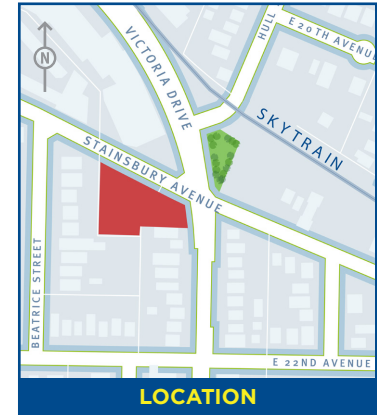 N
VICTORIA DRIVE
HULL
E 20TH AVENUE
SKYTRAIN
STAINSBURY AVENUE
BEATRICE STREET
E 22ND AVENUE
LOCATION